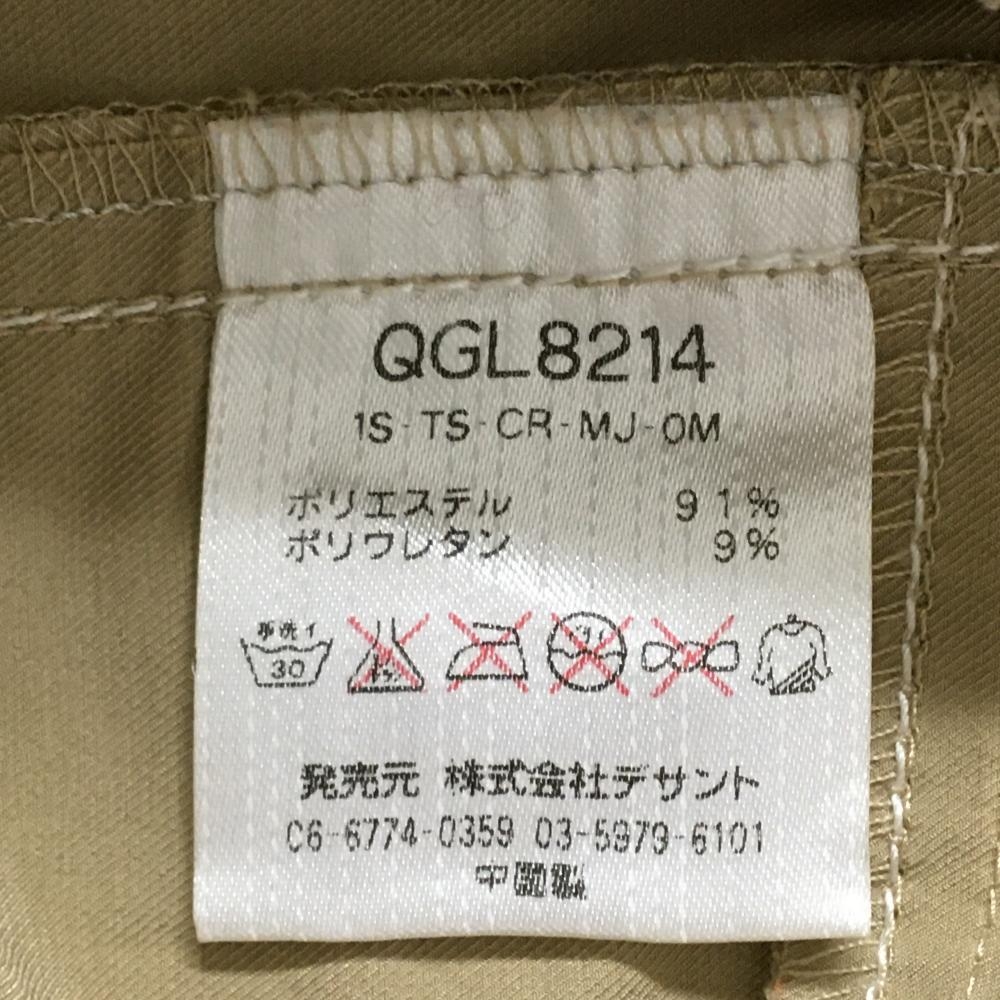 QGL8214
1S-TS-CR-MJ-0M
ポリエステル 91%
ポリウレタン 9%
手洗イ
30
発売元 株式会社デサント
06-6774-0359 03-5979-6101
中国製